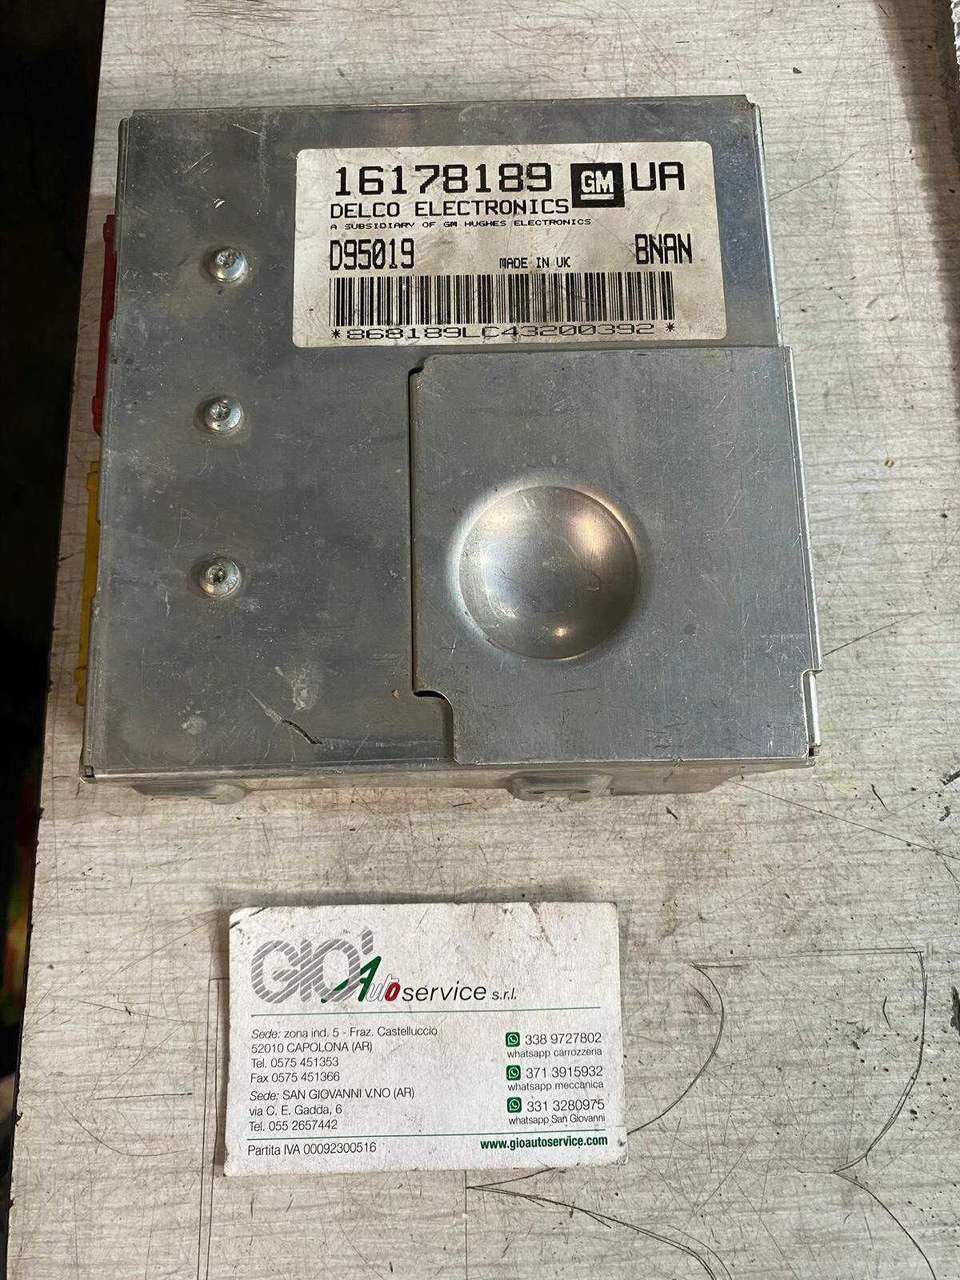 16178189 GM UA
DELCO ELECTRONICS
A SUBSIDIARY OF GM HUGHES ELECTRONICS
D95019 MADE IN UK BNAN
*868189LC43200392*
GIO' Auto service s.r.l.
Sede: zona ind. 5 - Fraz. Castelluccio
52010 CAPOLONA (AR)
Tel. 0575 451353
Fax 0575 451366
Sede: SAN GIOVANNI V.NO (AR)
via C. E. Gadda, 6
Tel. 055 2657442
Partita IVA 00092300516
338 9727802
whatsapp carrozzeria
371 3915932
whatsapp meccanica
331 3280975
whatsapp San Giovanni
www.gioautoservice.com